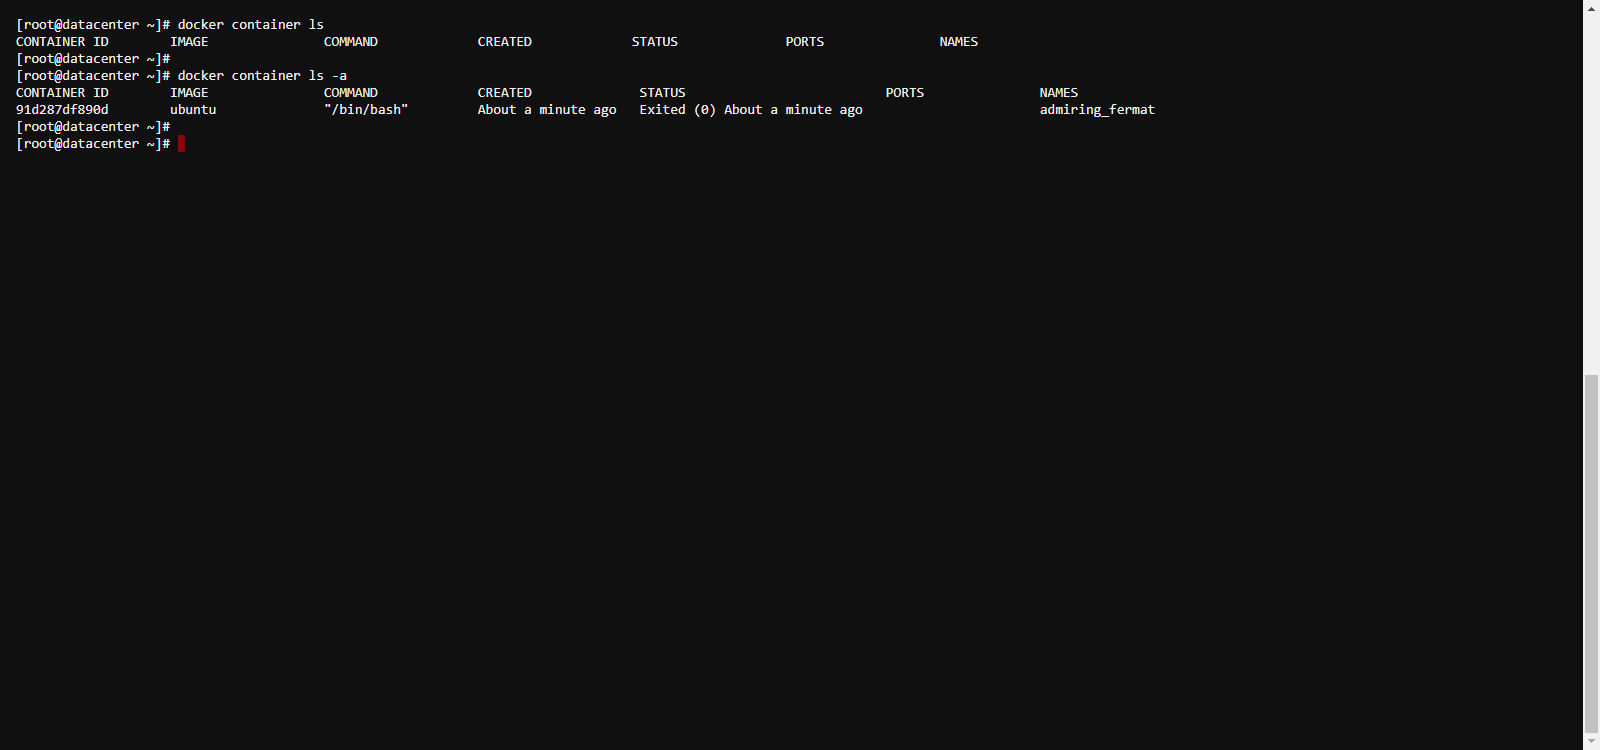 [root@datacenter ~]# docker container ls
CONTAINER ID        IMAGE               COMMAND             CREATED             STATUS              PORTS               NAMES
[root@datacenter ~]#
[root@datacenter ~]# docker container ls -a
CONTAINER ID        IMAGE               COMMAND             CREATED              STATUS                          PORTS               NAMES
91d287df890d        ubuntu              "/bin/bash"         About a minute ago   Exited (0) About a minute ago                       admiring_fermat
[root@datacenter ~]#
[root@datacenter ~]#